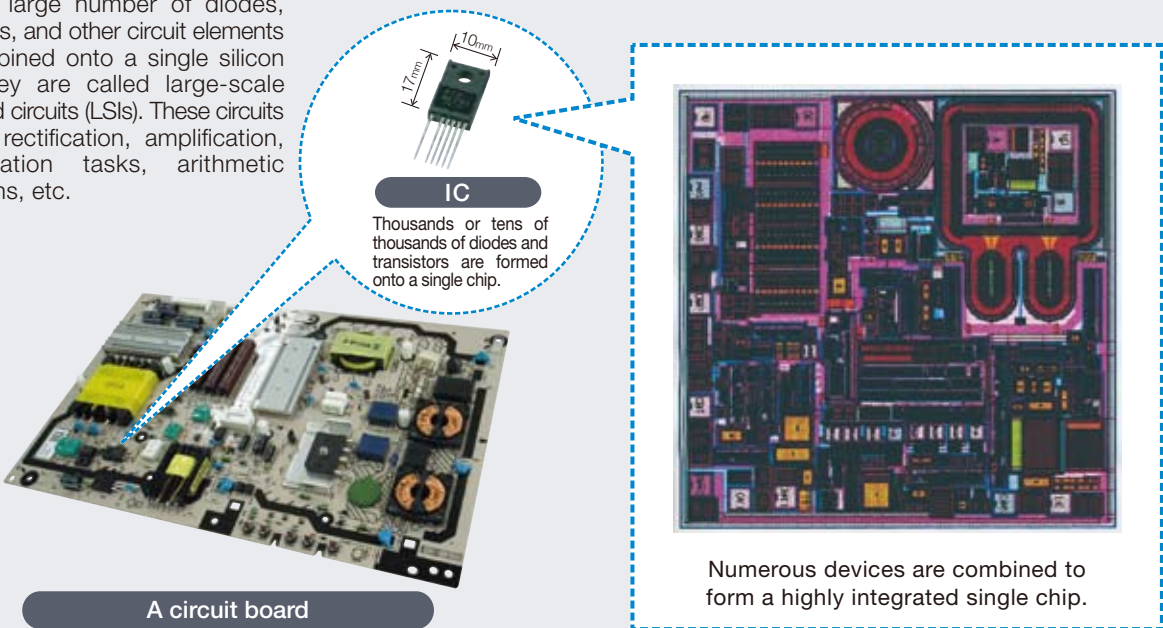 large number of diodes,
s, and other circuit elements
bined onto a single silicon
ey are called large-scale
d circuits (LSIs). These circuits
rectification, amplification,
ation tasks, arithmetic
ns, etc.
10mm
17mm
IC
Thousands or tens of
thousands of diodes and
transistors are formed
onto a single chip.
A circuit board
Numerous devices are combined to
form a highly integrated single chip.